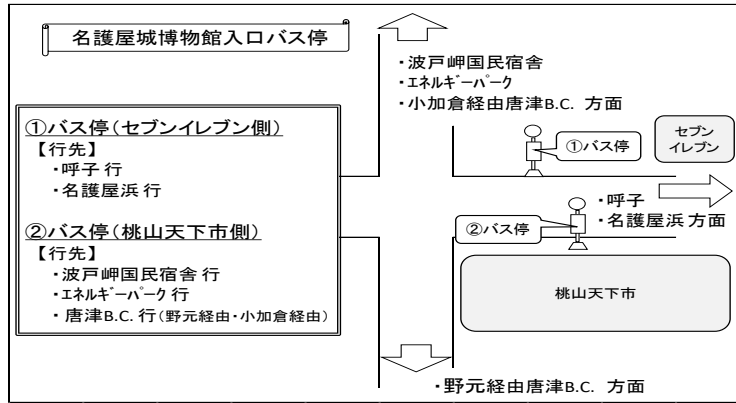 名護屋城博物館入口バス停
・波戸岬国民宿舎
・ｴﾈﾙｷﾞｰﾊﾟｰｸ
・小加倉経由唐津B.C. 方面
①バス停（セブンイレブン側）
【行先】
・呼子 行
・名護屋浜 行
②バス停（桃山天下市側）
【行先】
・波戸岬国民宿舎 行
・ｴﾈﾙｷﾞｰﾊﾟｰｸ 行
・唐津B.C. 行（野元経由・小加倉経由）
①バス停
セブン
イレブン
・呼子
・名護屋浜 方面
②バス停
桃山天下市
・野元経由唐津B.C. 方面